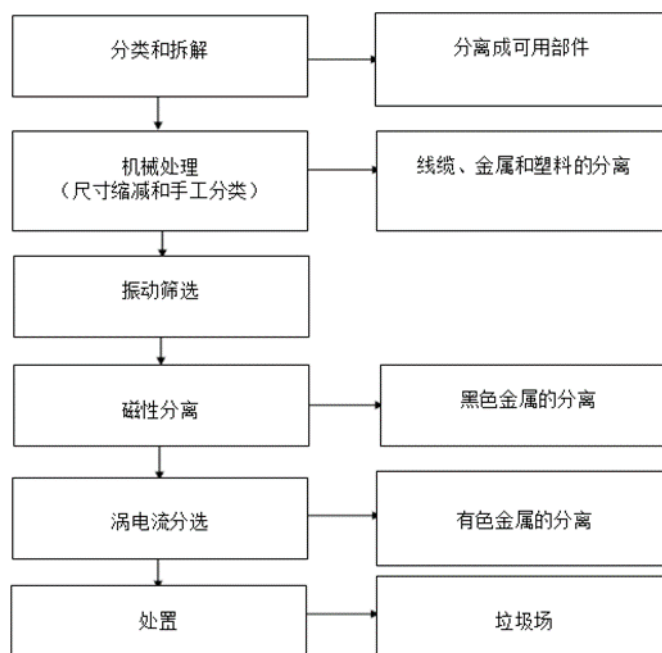 分类和拆解
分离成可用部件
机械处理
（尺寸缩减和手工分类）
线缆、金属和塑料的分离
振动筛选
磁性分离
黑色金属的分离
涡电流分选
有色金属的分离
处置
垃圾场